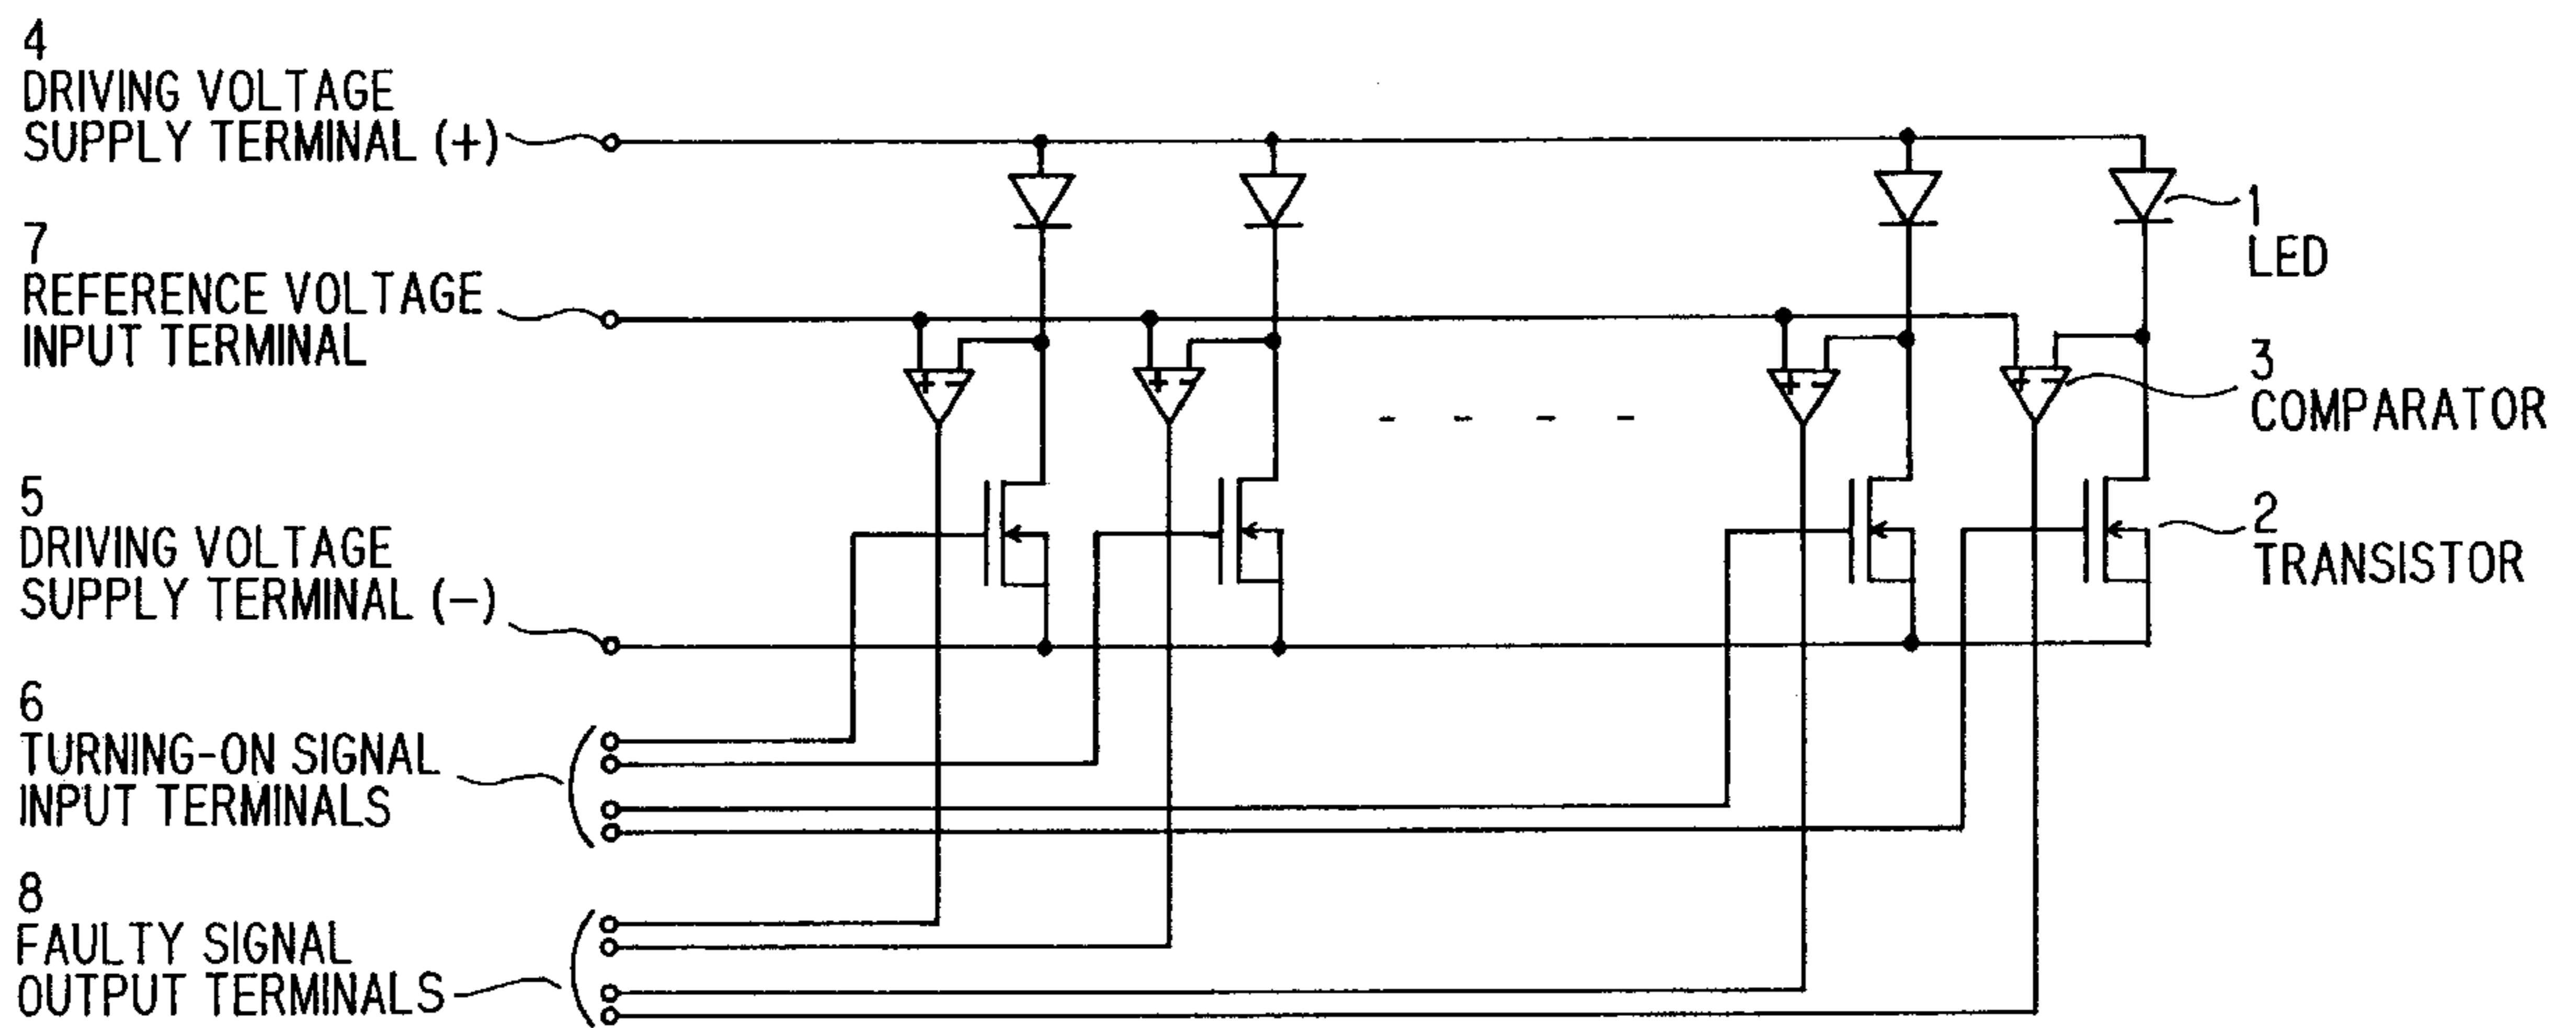 4
DRIVING VOLTAGE
SUPPLY TERMINAL (+)
7
REFERENCE VOLTAGE
INPUT TERMINAL
1
LED
+ -
+ -
+ -
+ -
3
COMPARATOR
5
DRIVING VOLTAGE
SUPPLY TERMINAL (-)
2
TRANSISTOR
6
TURNING-ON SIGNAL
INPUT TERMINALS
8
FAULTY SIGNAL
OUTPUT TERMINALS